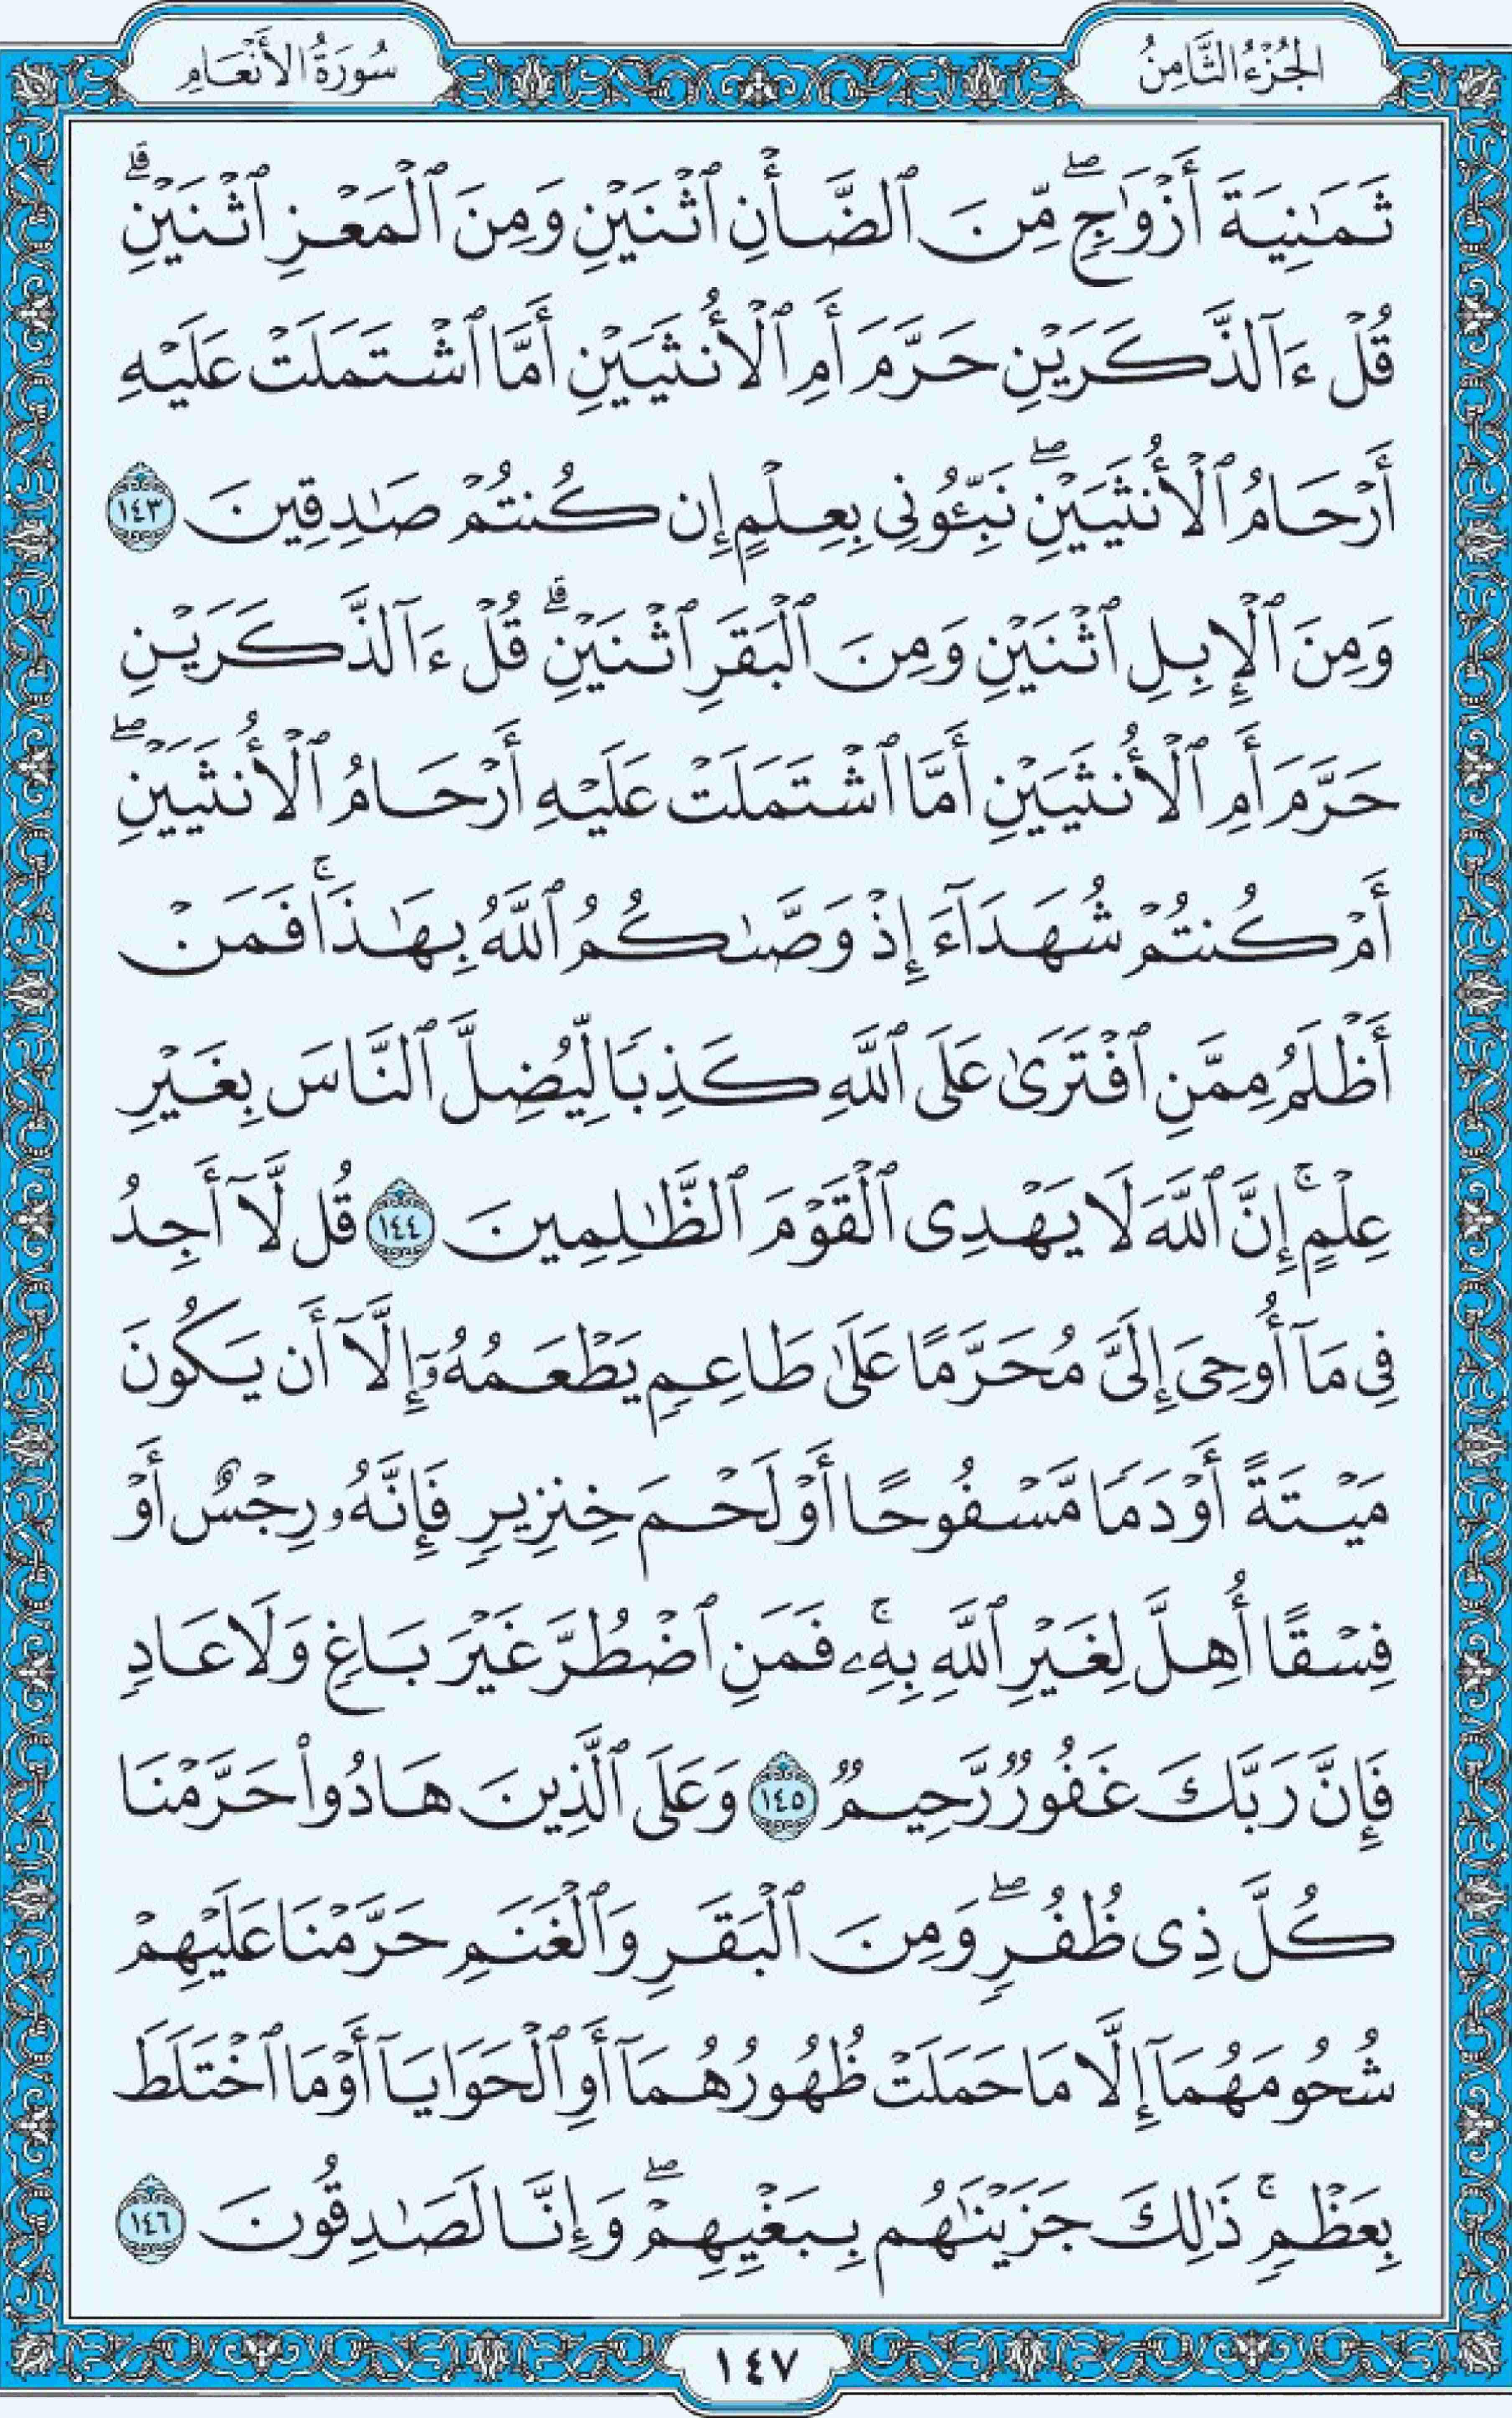 الجُزْءُ الثَّامِنُ
سُورَةُ الأَنْعَامِ
ثَمَٰنِيَةَ أَزْوَٰجٖۖ مِّنَ ٱلضَّأۡنِ ٱثۡنَيۡنِ وَمِنَ ٱلۡمَعۡزِ ٱثۡنَيۡنِۗ
قُلۡ ءَآلذَّكَرَيۡنِ حَرَّمَ أَمِ ٱلۡأُنثَيَيۡنِ أَمَّا ٱشۡتَمَلَتۡ عَلَيۡهِ
أَرۡحَامُ ٱلۡأُنثَيَيۡنِۖ نَبِّـُٔونِي بِعِلۡمٍ إِن كُنتُمۡ صَٰدِقِينَ ١٤٣
وَمِنَ ٱلۡإِبِلِ ٱثۡنَيۡنِ وَمِنَ ٱلۡبَقَرِ ٱثۡنَيۡنِۗ قُلۡ ءَآلذَّكَرَيۡنِ
حَرَّمَ أَمِ ٱلۡأُنثَيَيۡنِ أَمَّا ٱشۡتَمَلَتۡ عَلَيۡهِ أَرۡحَامُ ٱلۡأُنثَيَيۡنِۖ
أَمۡ كُنتُمۡ شُهَدَآءَ إِذۡ وَصَّىٰكُمُ ٱللَّهُ بِهَٰذَاۚ فَمَنۡ
أَظۡلَمُ مِمَّنِ ٱفۡتَرَىٰ عَلَى ٱللَّهِ كَذِبٗا لِّيُضِلَّ ٱلنَّاسَ بِغَيۡرِ
عِلۡمٍۚ إِنَّ ٱللَّهَ لَا يَهۡدِي ٱلۡقَوۡمَ ٱلظَّٰلِمِينَ ١٤٤ قُل لَّآ أَجِدُ
فِي مَآ أُوحِيَ إِلَيَّ مُحَرَّمًا عَلَىٰ طَاعِمٖ يَطۡعَمُهُۥٓ إِلَّآ أَن يَكُونَ
مَيۡتَةً أَوۡ دَمٗا مَّسۡفُوحًا أَوۡ لَحۡمَ خِنزِيرٖ فَإِنَّهُۥ رِجۡسٌ أَوۡ
فِسۡقًا أُهِلَّ لِغَيۡرِ ٱللَّهِ بِهِۦۚ فَمَنِ ٱضۡطُرَّ غَيۡرَ بَاغٖ وَلَا عَادٖ
فَإِنَّ رَبَّكَ غَفُورٞ رَّحِيمٞ ١٤٥ وَعَلَى ٱلَّذِينَ هَادُواْ حَرَّمۡنَا
كُلَّ ذِي ظُفُرٖۖ وَمِنَ ٱلۡبَقَرِ وَٱلۡغَنَمِ حَرَّمۡنَا عَلَيۡهِمۡ
شُحُومَهُمَآ إِلَّا مَا حَمَلَتۡ ظُهُورُهُمَآ أَوِ ٱلۡحَوَايَآ أَوۡ مَا ٱخۡتَلَطَ
بِعَظۡمٖۚ ذَٰلِكَ جَزَيۡنَٰهُم بِبَغۡيِهِمۡۖ وَإِنَّا لَصَٰدِقُونَ ١٤٦
١٤٧